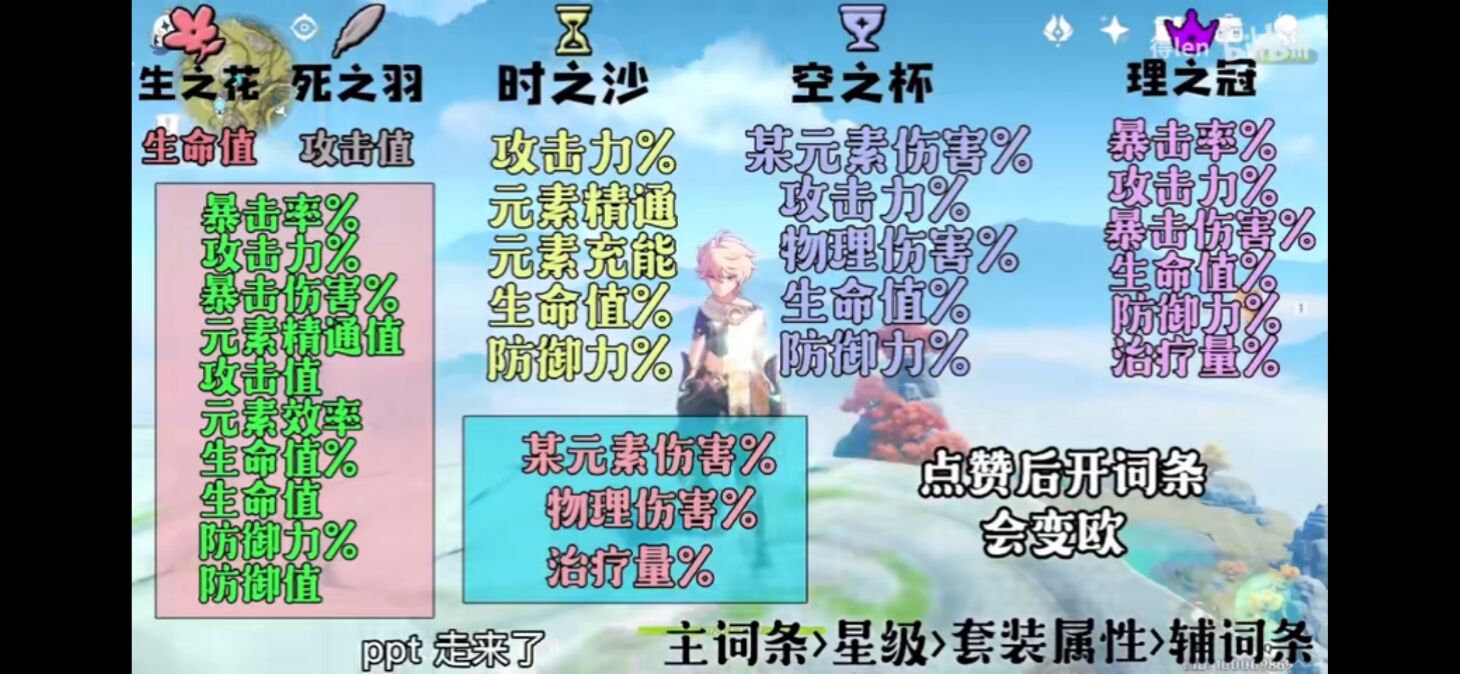 得len bilibili
生之花
死之羽
时之沙
空之杯
理之冠
生命值
攻击值
暴击率%
攻击力%
暴击伤害%
元素精通值
攻击值
元素效率
生命值%
生命值
防御力%
防御值
攻击力%
元素精通
元素充能
生命值%
防御力%
某元素伤害%
攻击力%
物理伤害%
生命值%
防御力%
暴击率%
攻击力%
暴击伤害%
生命值%
防御力%
治疗量%
1
某元素伤害%
物理伤害%
治疗量%
点赞后开词条
会变欧
ppt 走来了
主词条>星级>套装属性>辅词条